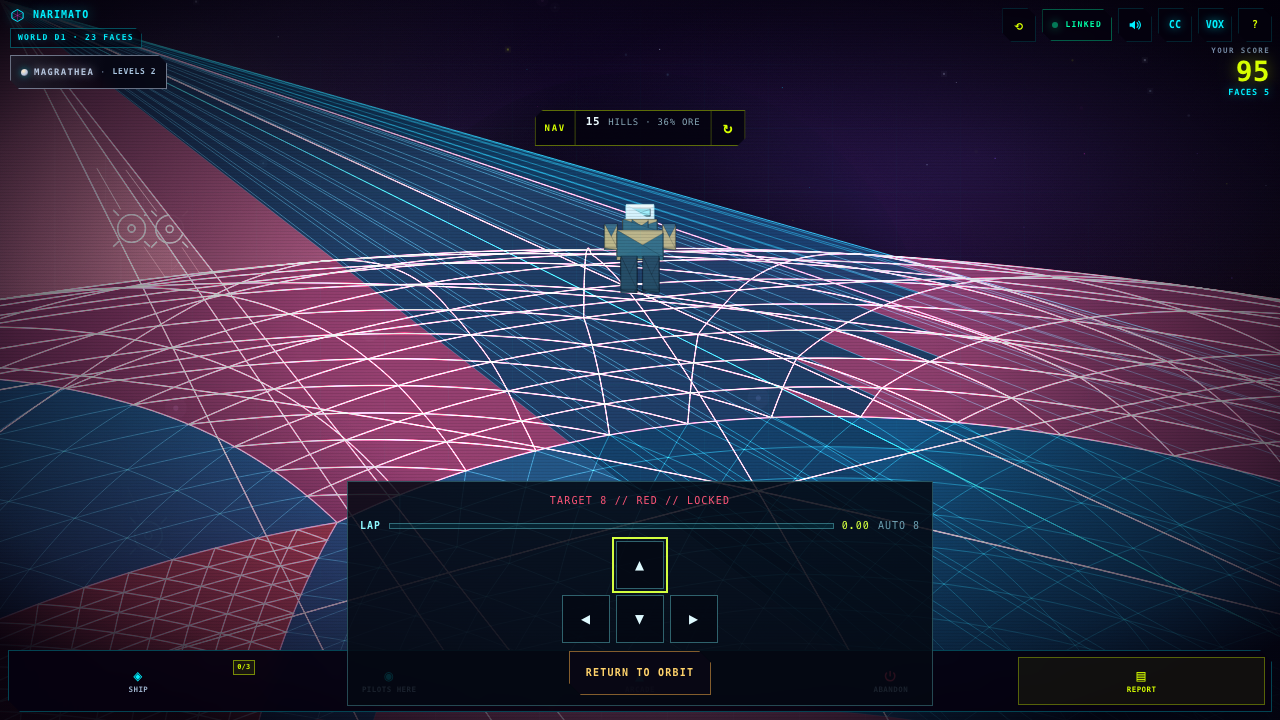 NARIMATO
WORLD D1 · 23 FACES
MAGRATHEA · LEVELS 2
LINKED
CC
VOX
?
YOUR SCORE
95
FACES 5
NAV
15 HILLS · 36% ORE
TARGET 8 // RED // LOCKED
LAP
0.00 AUTO 8
RETURN TO ORBIT
0/3
SHIP
PILOTS HERE
ABANDON
REPORT